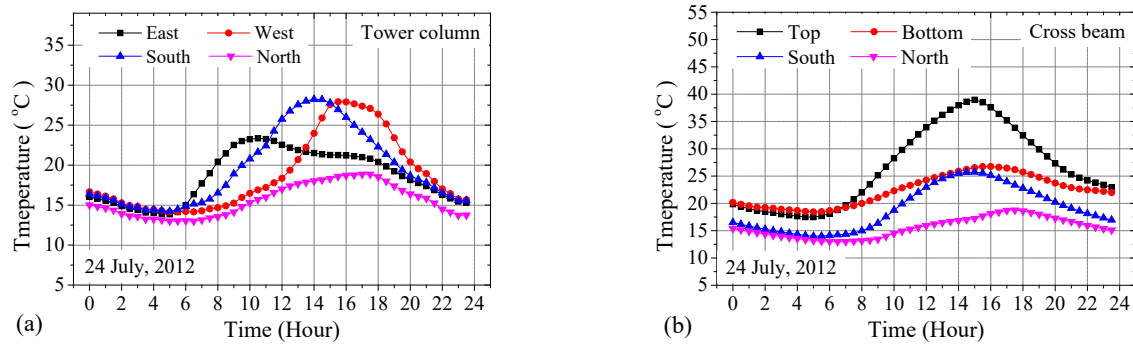 East West Tower column
South North
35
30
25
20
15
10
5
Tmeperature ( °C )
24 July, 2012
0 2 4 6 8 10 12 14 16 18 20 22 24
Time (Hour)
(a)
55
50
45
40
35
30
25
20
15
10
5
Tmeperature ( °C )
Top Bottom Cross beam
South North
24 July, 2012
0 2 4 6 8 10 12 14 16 18 20 22 24
Time (Hour)
(b)